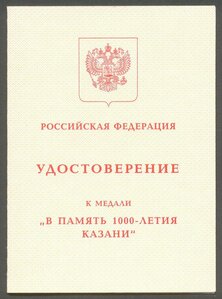 РОССИЙСКАЯ ФЕДЕРАЦИЯ
УДОСТОВЕРЕНИЕ
К МЕДАЛИ
„В ПАМЯТЬ 1000-ЛЕТИЯ
КАЗАНИ"